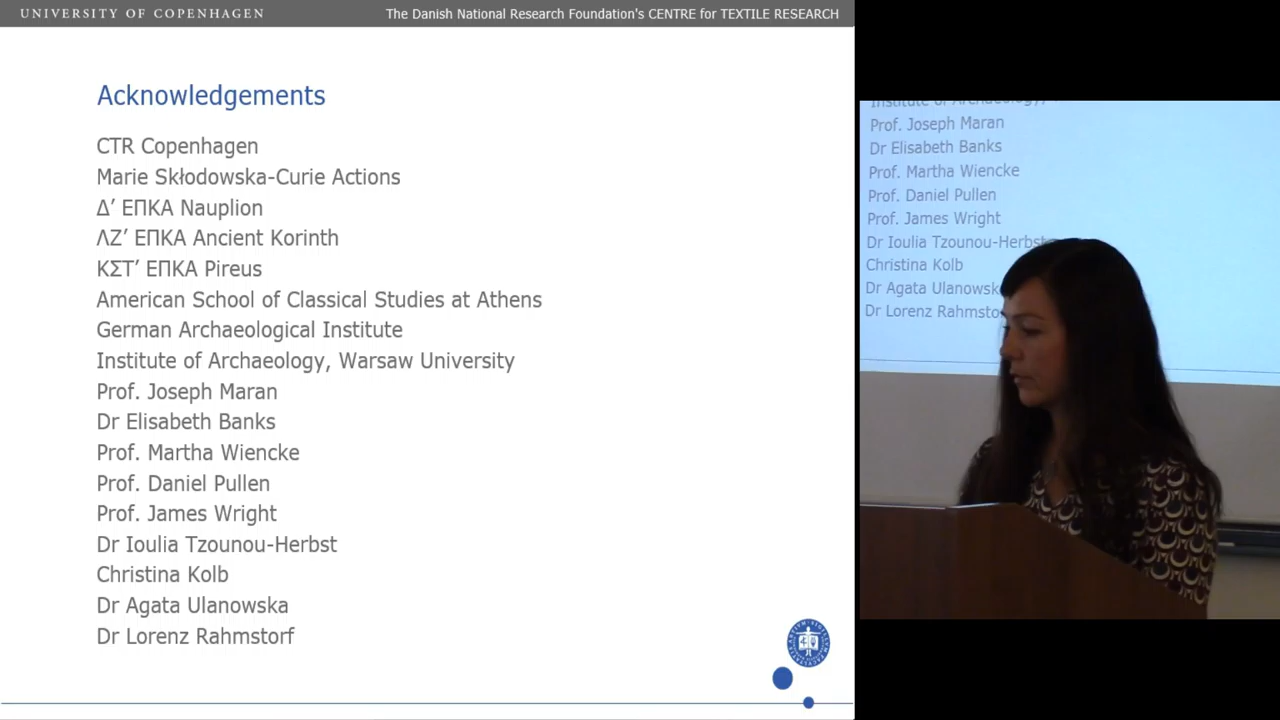 UNIVERSITY OF COPENHAGEN
The Danish National Research Foundation's CENTRE for TEXTILE RESEARCH
Acknowledgements
CTR Copenhagen
Marie Skłodowska-Curie Actions
Δ’ ΕΠΚΑ Nauplion
ΛΖ’ ΕΠΚΑ Ancient Korinth
ΚΣΤ’ ΕΠΚΑ Pireus
American School of Classical Studies at Athens
German Archaeological Institute
Institute of Archaeology, Warsaw University
Prof. Joseph Maran
Dr Elisabeth Banks
Prof. Martha Wiencke
Prof. Daniel Pullen
Prof. James Wright
Dr Ioulia Tzounou-Herbst
Christina Kolb
Dr Agata Ulanowska
Dr Lorenz Rahmstorf
Institute of Archaeology,
Prof. Joseph Maran
Dr Elisabeth Banks
Prof. Martha Wiencke
Prof. Daniel Pullen
Prof. James Wright
Dr Ioulia Tzounou-Herbst
Christina Kolb
Dr Agata Ulanowsk
Dr Lorenz Rahmsto